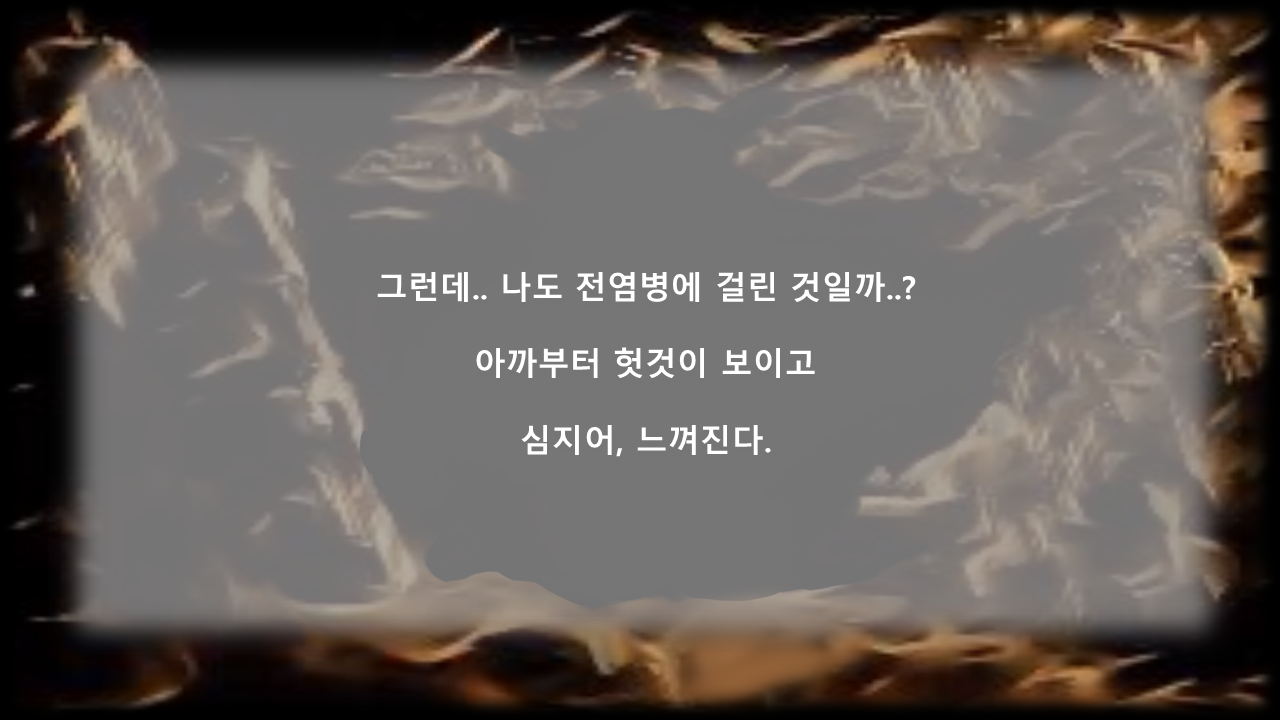 그런데.. 나도 전염병에 걸린 것일까..?
아까부터 헛것이 보이고
심지어, 느껴진다.